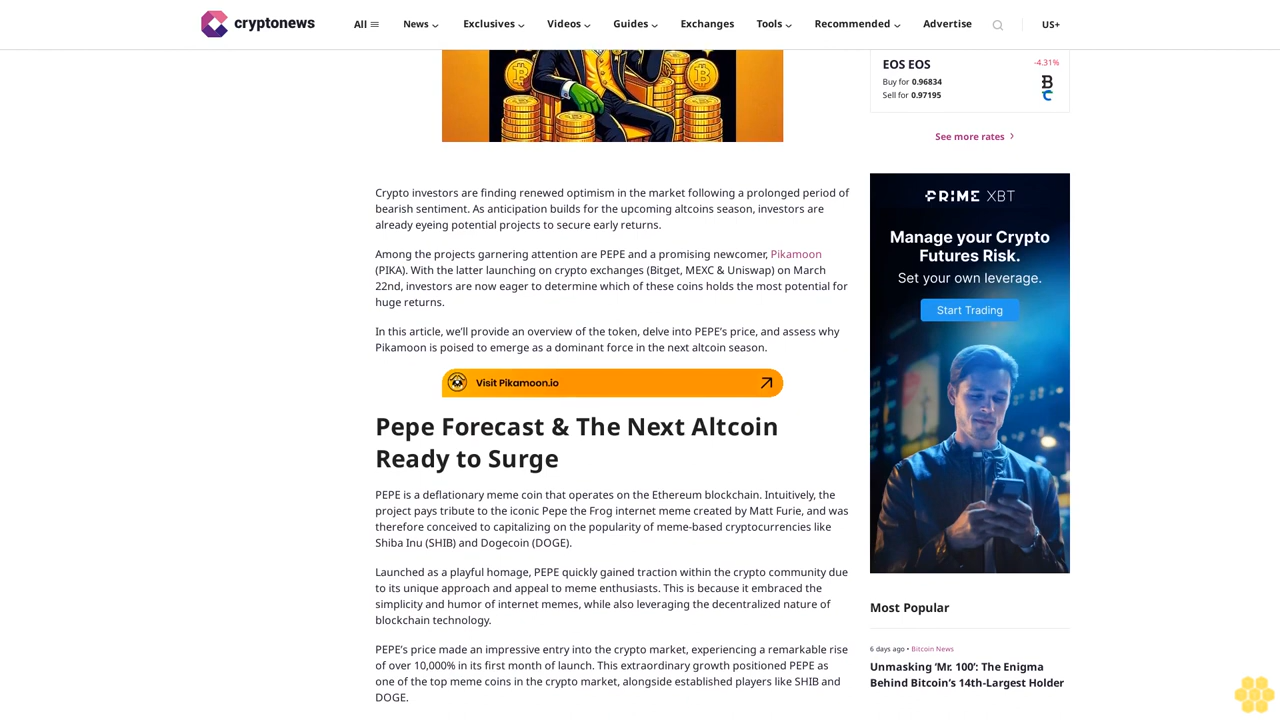 cryptonews
All
News
Exclusives
Videos
Guides
Exchanges
Tools
Recommended
Advertise
US+
EOS EOS
-4.31%
Buy for 0.96834
Sell for 0.97195
See more rates
Crypto investors are finding renewed optimism in the market following a prolonged period of
bearish sentiment. As anticipation builds for the upcoming altcoins season, investors are
already eyeing potential projects to secure early returns.
Among the projects garnering attention are PEPE and a promising newcomer, Pikamoon
(PIKA). With the latter launching on crypto exchanges (Bitget, MEXC & Uniswap) on March
22nd, investors are now eager to determine which of these coins holds the most potential for
huge returns.
In this article, we’ll provide an overview of the token, delve into PEPE’s price, and assess why
Pikamoon is poised to emerge as a dominant force in the next altcoin season.
Visit Pikamoon.io
Pepe Forecast & The Next Altcoin
Ready to Surge
PEPE is a deflationary meme coin that operates on the Ethereum blockchain. Intuitively, the
project pays tribute to the iconic Pepe the Frog internet meme created by Matt Furie, and was
therefore conceived to capitalizing on the popularity of meme-based cryptocurrencies like
Shiba Inu (SHIB) and Dogecoin (DOGE).
Launched as a playful homage, PEPE quickly gained traction within the crypto community due
to its unique approach and appeal to meme enthusiasts. This is because it embraced the
simplicity and humor of internet memes, while also leveraging the decentralized nature of
blockchain technology.
PEPE’s price made an impressive entry into the crypto market, experiencing a remarkable rise
of over 10,000% in its first month of launch. This extraordinary growth positioned PEPE as
one of the top meme coins in the crypto market, alongside established players like SHIB and
DOGE.
PRIME XBT
Manage your Crypto
Futures Risk.
Set your own leverage.
Start Trading
Most Popular
6 days ago • Bitcoin News
Unmasking ‘Mr. 100’: The Enigma
Behind Bitcoin’s 14th-Largest Holder